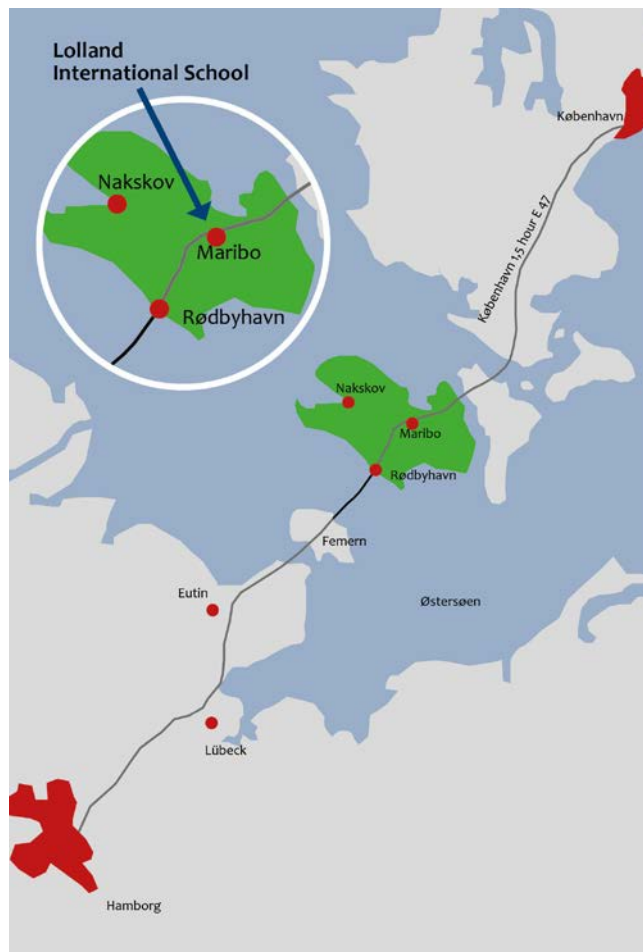 Lolland
International School
Nakskov
Maribo
Rødbyhavn
København
København 1,5 hour E 47
Nakskov
Maribo
Rødbyhavn
Femern
Eutin
Østersøen
Lübeck
Hamborg